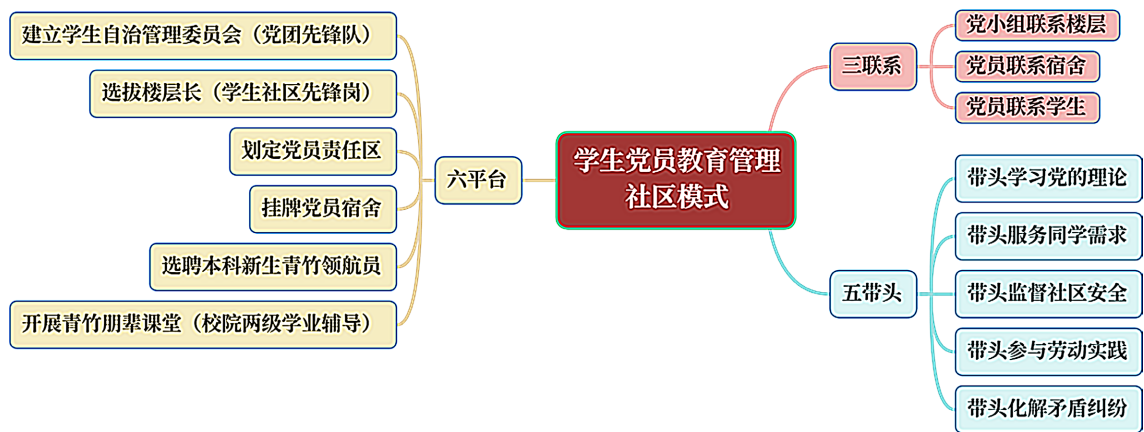 建立学生自治管理委员会（党团先锋队）
选拔楼层长（学生社区先锋岗）
划定党员责任区
挂牌党员宿舍
选聘本科新生青竹领航员
开展青竹朋辈课堂（校院两级学业辅导）
六平台
学生党员教育管理
社区模式
三联系
党小组联系楼层
党员联系宿舍
党员联系学生
五带头
带头学习党的理论
带头服务同学需求
带头监督社区安全
带头参与劳动实践
带头化解矛盾纠纷